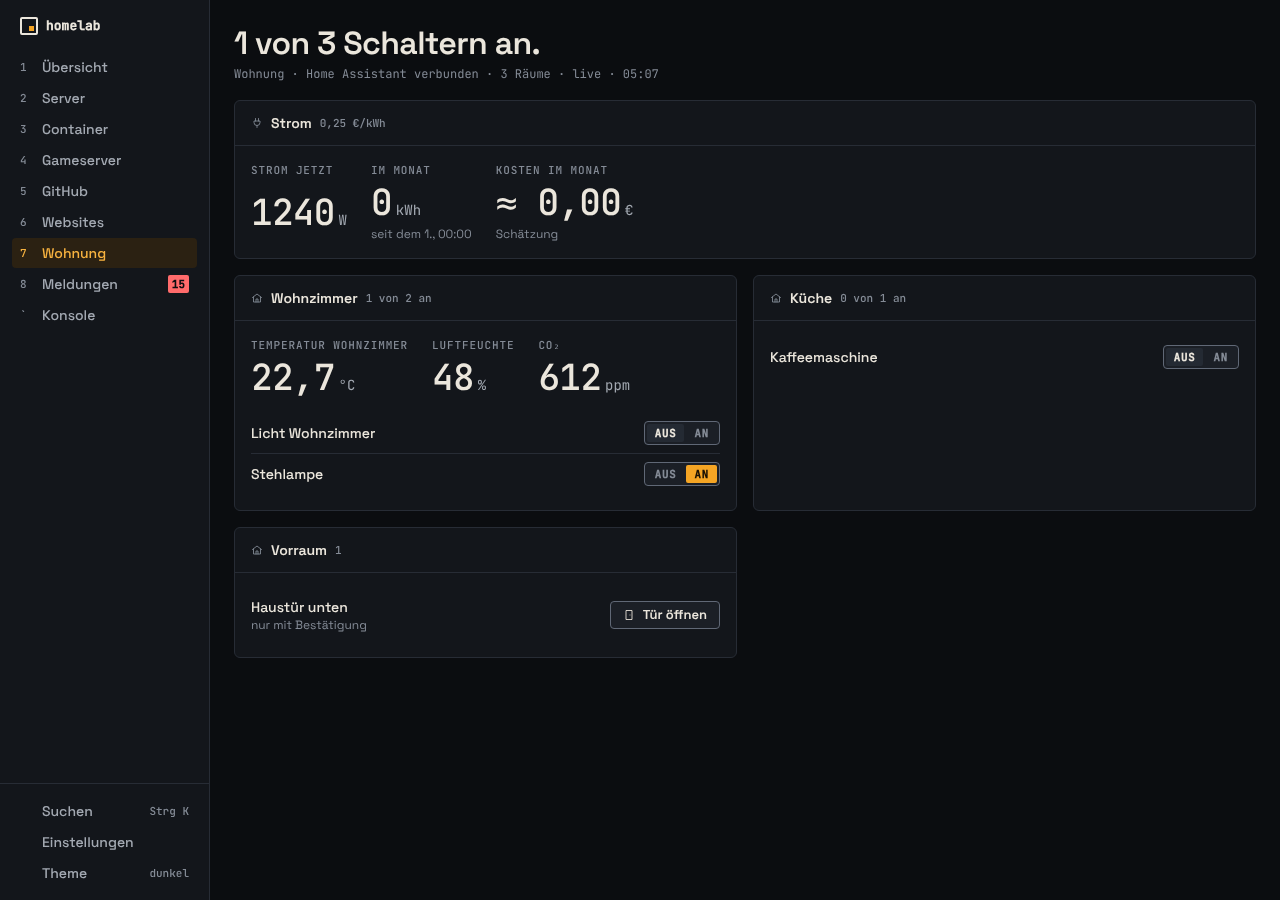 homelab
1 Übersicht
2 Server
3 Container
4 Gameserver
5 GitHub
6 Websites
7 Wohnung
8 Meldungen 15
` Konsole
Suchen Strg K
Einstellungen
Theme dunkel
1 von 3 Schaltern an.
Wohnung · Home Assistant verbunden · 3 Räume · live · 05:07
Strom 0,25 €/kWh
STROM JETZT IM MONAT KOSTEN IM MONAT
1240 W 0 kWh ≈ 0,00 €
seit dem 1., 00:00 Schätzung
Wohnzimmer 1 von 2 an
TEMPERATUR WOHNZIMMER LUFTFEUCHTE CO₂
22,7 °C 48 % 612 ppm
Licht Wohnzimmer AUS AN
Stehlampe AUS AN
Küche 0 von 1 an
Kaffeemaschine AUS AN
Vorraum 1
Haustür unten
nur mit Bestätigung
Tür öffnen